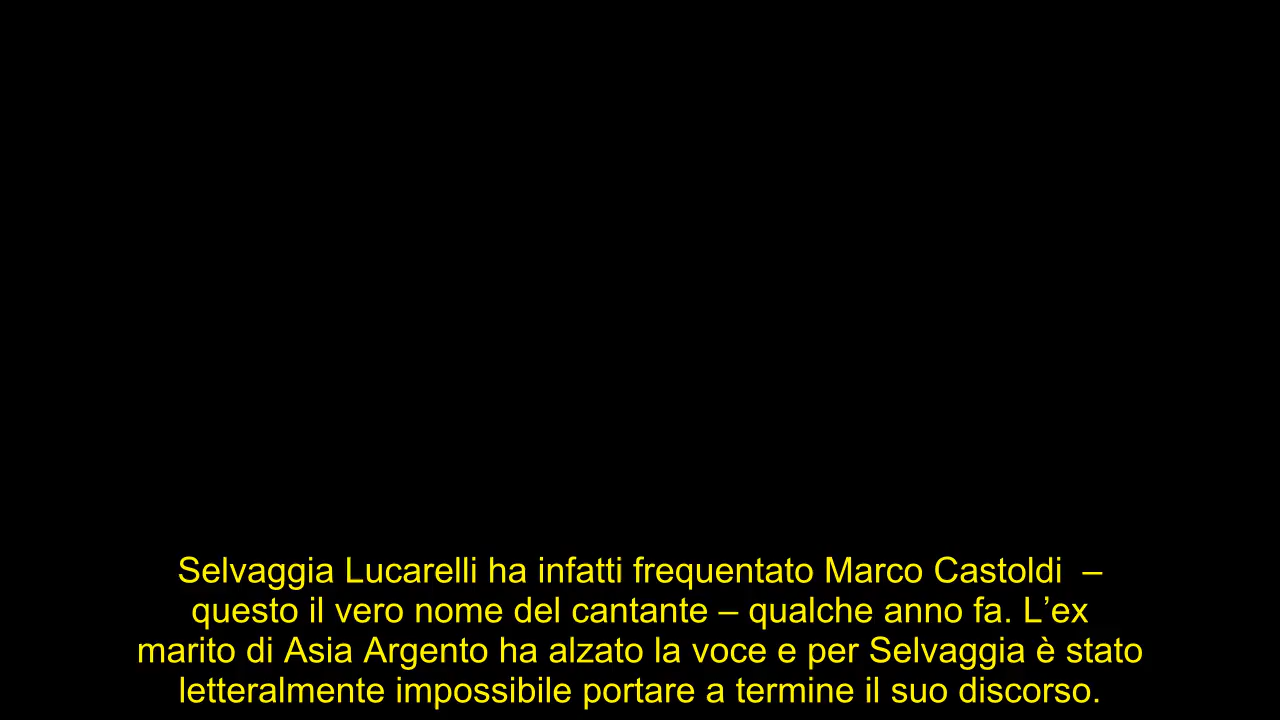 Selvaggia Lucarelli ha infatti frequentato Marco Castoldi  –
questo il vero nome del cantante – qualche anno fa. L’ex
marito di Asia Argento ha alzato la voce e per Selvaggia è stato
letteralmente impossibile portare a termine il suo discorso.